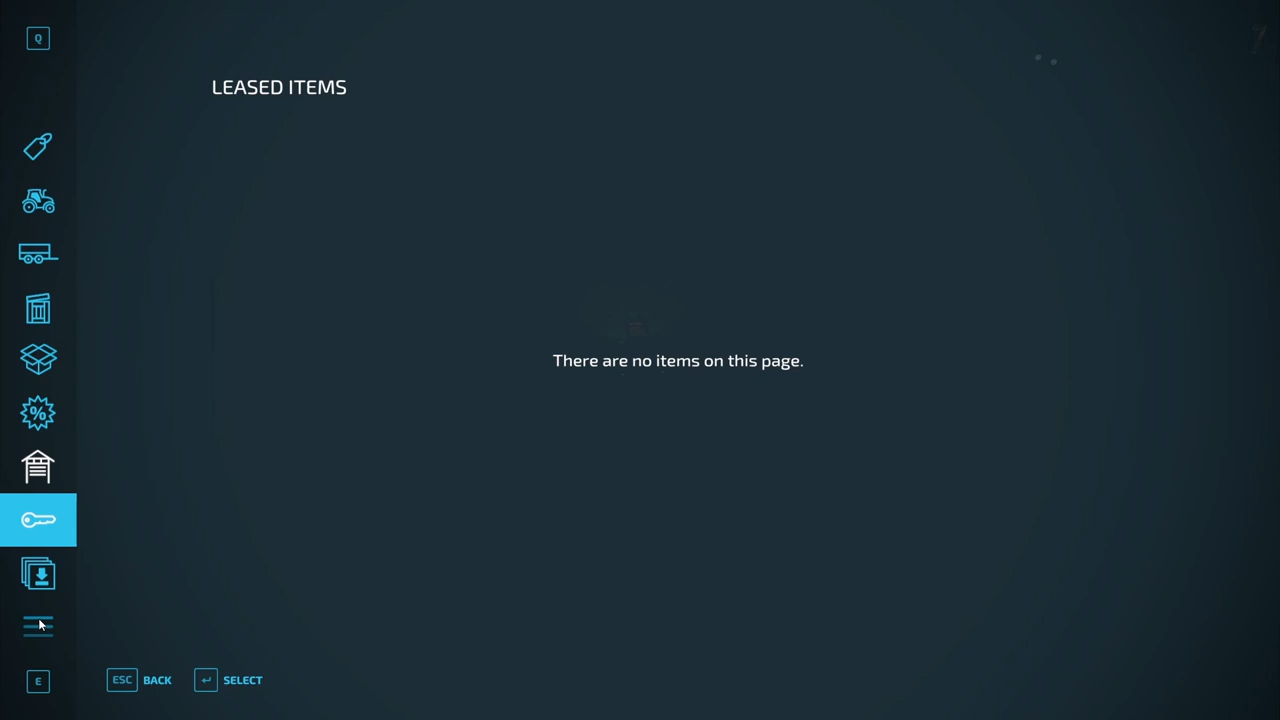 Q
LEASED ITEMS
There are no items on this page.
%
E
ESC BACK ↵ SELECT